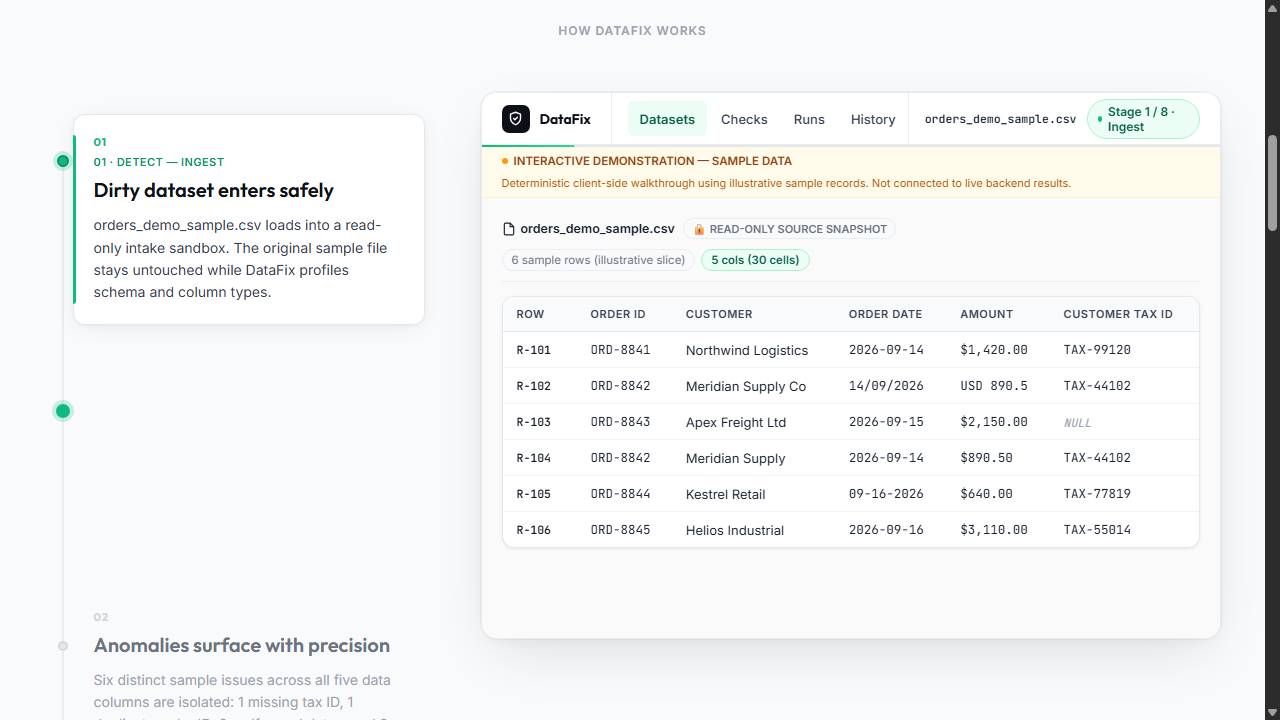 HOW DATAFIX WORKS
01
01 · DETECT — INGEST
Dirty dataset enters safely
orders_demo_sample.csv loads into a read-
only intake sandbox. The original sample file
stays untouched while DataFix profiles
schema and column types.
02
Anomalies surface with precision
Six distinct sample issues across all five data
columns are isolated: 1 missing tax ID, 1
DataFix
Datasets Checks Runs History
orders_demo_sample.csv
Stage 1 / 8 ·
Ingest
INTERACTIVE DEMONSTRATION — SAMPLE DATA
Deterministic client-side walkthrough using illustrative sample records. Not connected to live backend results.
orders_demo_sample.csv 🔒 READ-ONLY SOURCE SNAPSHOT
6 sample rows (illustrative slice) 5 cols (30 cells)
ROW ORDER ID CUSTOMER ORDER DATE AMOUNT CUSTOMER TAX ID
R-101 ORD-8841 Northwind Logistics 2026-09-14 $1,420.00 TAX-99120
R-102 ORD-8842 Meridian Supply Co 14/09/2026 USD 890.5 TAX-44102
R-103 ORD-8843 Apex Freight Ltd 2026-09-15 $2,150.00 NULL
R-104 ORD-8842 Meridian Supply 2026-09-14 $890.50 TAX-44102
R-105 ORD-8844 Kestrel Retail 09-16-2026 $640.00 TAX-77819
R-106 ORD-8845 Helios Industrial 2026-09-16 $3,110.00 TAX-55014